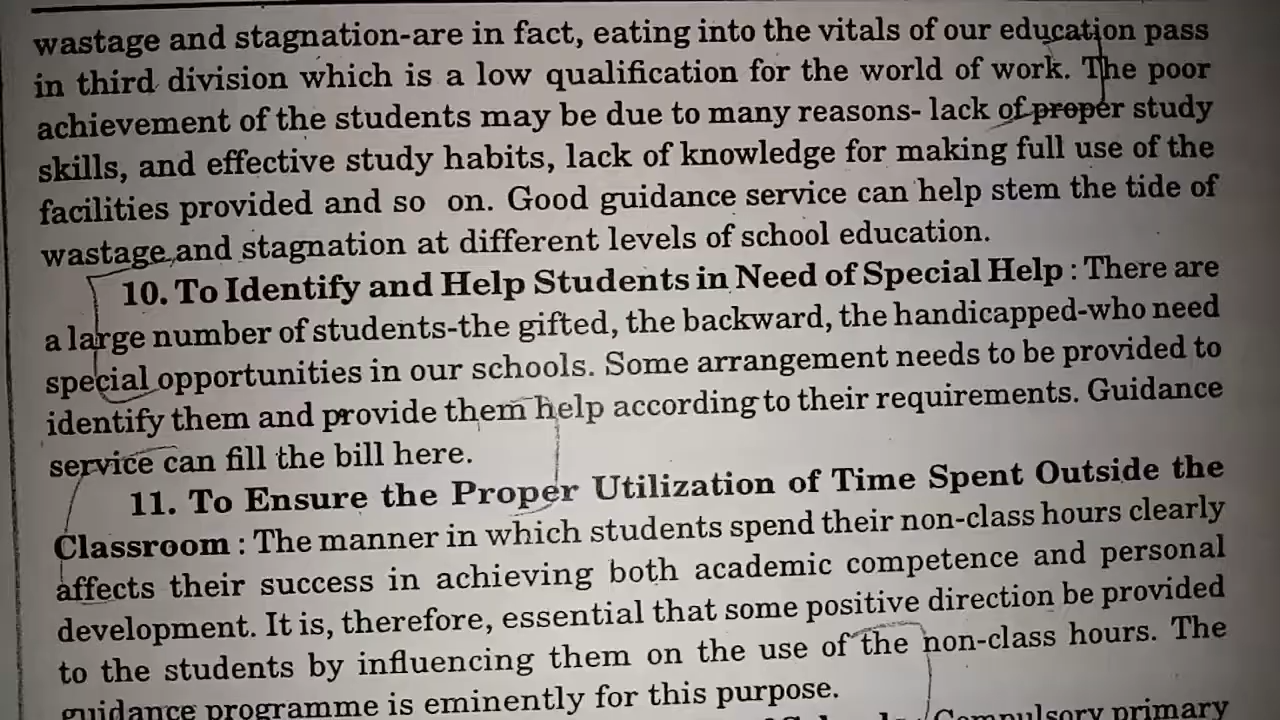 wastage and stagnation-are in fact, eating into the vitals of our education pass
in third division which is a low qualification for the world of work. The poor
achievement of the students may be due to many reasons- lack of proper study
skills, and effective study habits, lack of knowledge for making full use of the
facilities provided and so on. Good guidance service can help stem the tide of
wastage and stagnation at different levels of school education.
10. To Identify and Help Students in Need of Special Help : There are
a large number of students-the gifted, the backward, the handicapped-who need
special opportunities in our schools. Some arrangement needs to be provided to
identify them and provide them help according to their requirements. Guidance
service can fill the bill here.
11. To Ensure the Proper Utilization of Time Spent Outside the
Classroom : The manner in which students spend their non-class hours clearly
affects their success in achieving both academic competence and personal
development. It is, therefore, essential that some positive direction be provided
to the students by influencing them on the use of the non-class hours. The
guidance programme is eminently for this purpose.
Compulsory primary